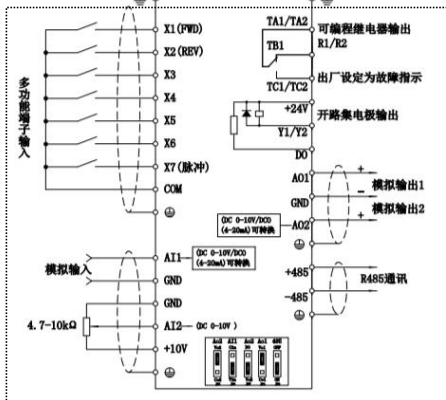 X1(FWD)
X2(REV)
X3
X4
X5
X6
X7(脉冲)
COM
多功能端子输入
AI1
(DC 0-10V/DC0
(4-20mA)可转换
模拟输入
GND
GND
4.7-10kΩ
AI2
(DC 0-10V )
+10V
TA1/TA2
可编程继电器输出
R1/R2
TB1
TC1/TC2
出厂设定为故障指示
+24V
开路集电极输出
Y1/Y2
DO
AO1
+
模拟输出1
GND
−
模拟输出2
(DC 0-10V/DC0
(4-20mA)可转换
AO2
+
+485
R485通讯
-485
Ao2 AI1 Ao2 Ao1 485